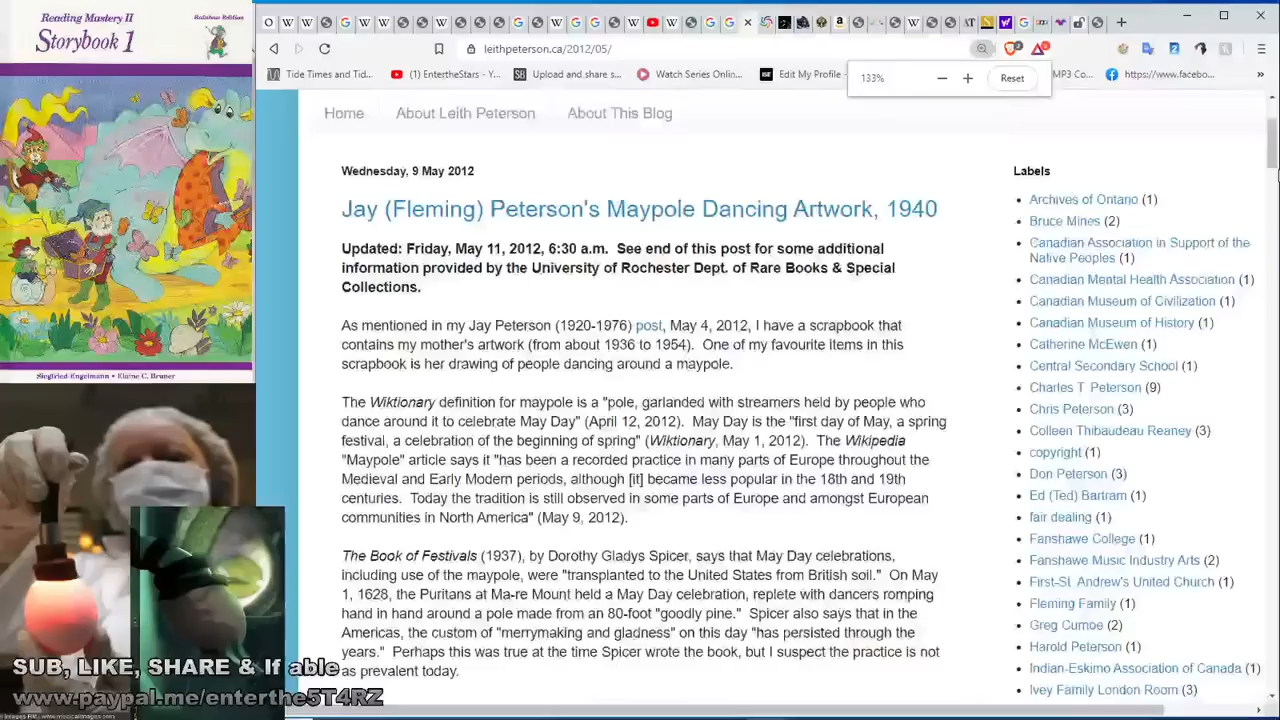 Reading Mastery II
Rainbow Edition
Storybook 1
Siegfried Engelmann • Elaine C. Bruner
SUB, LIKE, SHARE & If able
www.paypal.me/enterthe5T4RZ
leithpeterson.ca/2012/05/
Tide Times and Tid...
(1) EntertheStars - Y...
Upload and share s...
Watch Series Onlin...
Edit My Profile
MP3 Co...
https://www.facebo...
133%
Reset
Home
About Leith Peterson
About This Blog
Wednesday, 9 May 2012
Jay (Fleming) Peterson's Maypole Dancing Artwork, 1940
Updated: Friday, May 11, 2012, 6:30 a.m. See end of this post for some additional
information provided by the University of Rochester Dept. of Rare Books & Special
Collections.
As mentioned in my Jay Peterson (1920-1976) post, May 4, 2012, I have a scrapbook that
contains my mother's artwork (from about 1936 to 1954). One of my favourite items in this
scrapbook is her drawing of people dancing around a maypole.
The Wiktionary definition for maypole is a "pole, garlanded with streamers held by people who
dance around it to celebrate May Day" (April 12, 2012). May Day is the "first day of May, a spring
festival, a celebration of the beginning of spring" (Wiktionary, May 1, 2012). The Wikipedia
"Maypole" article says it "has been a recorded practice in many parts of Europe throughout the
Medieval and Early Modern periods, although [it] became less popular in the 18th and 19th
centuries. Today the tradition is still observed in some parts of Europe and amongst European
communities in North America" (May 9, 2012).
The Book of Festivals (1937), by Dorothy Gladys Spicer, says that May Day celebrations,
including use of the maypole, were "transplanted to the United States from British soil." On May
1, 1628, the Puritans at Ma-re Mount held a May Day celebration, replete with dancers romping
hand in hand around a pole made from an 80-foot "goodly pine." Spicer also says that in the
Americas, the custom of "merrymaking and gladness" on this day "has persisted through the
years." Perhaps this was true at the time Spicer wrote the book, but I suspect the practice is not
as prevalent today.
Labels
Archives of Ontario (1)
Bruce Mines (2)
Canadian Association in Support of the
Native Peoples (1)
Canadian Mental Health Association (1)
Canadian Museum of Civilization (1)
Canadian Museum of History (1)
Catherine McEwen (1)
Central Secondary School (1)
Charles T. Peterson (9)
Chris Peterson (3)
Colleen Thibaudeau Reaney (3)
copyright (1)
Don Peterson (3)
Ed (Ted) Bartram (1)
fair dealing (1)
Fanshawe College (1)
Fanshawe Music Industry Arts (2)
First-St. Andrew's United Church (1)
Fleming Family (1)
Greg Curnoe (2)
Harold Peterson (1)
Indian-Eskimo Association of Canada (1)
Ivey Family London Room (3)